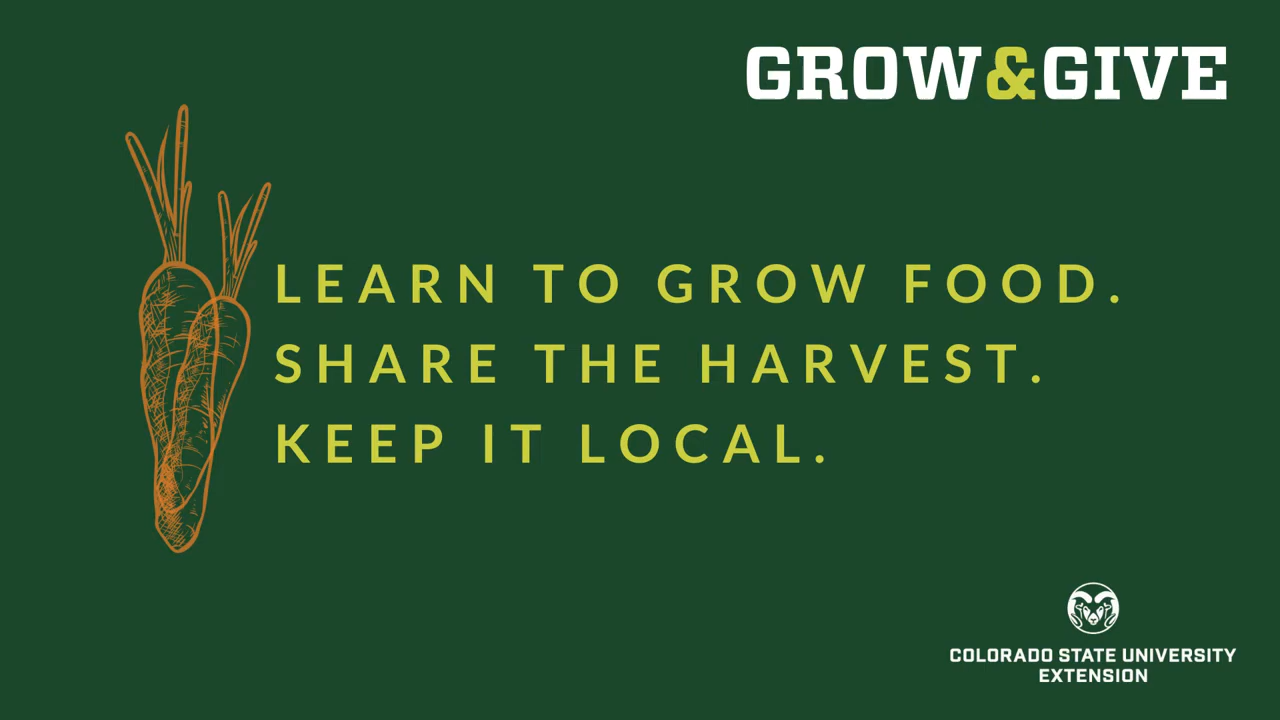 GROW&GIVE
LEARN TO GROW FOOD.
SHARE THE HARVEST.
KEEP IT LOCAL.
COLORADO STATE UNIVERSITY
EXTENSION